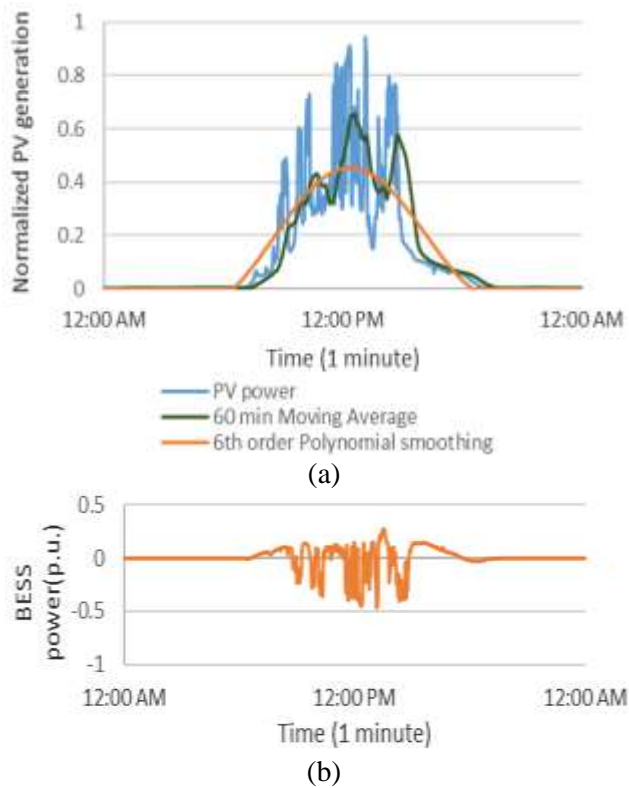 Normalized PV generation
1
0.8
0.6
0.4
0.2
0
12:00 AM
12:00 PM
12:00 AM
Time (1 minute)
PV power
60 min Moving Average
6th order Polynomial smoothing
(a)
BESS
power(p.u.)
0.5
0
-0.5
-1
12:00 AM
12:00 PM
12:00 AM
Time (1 minute)
(b)